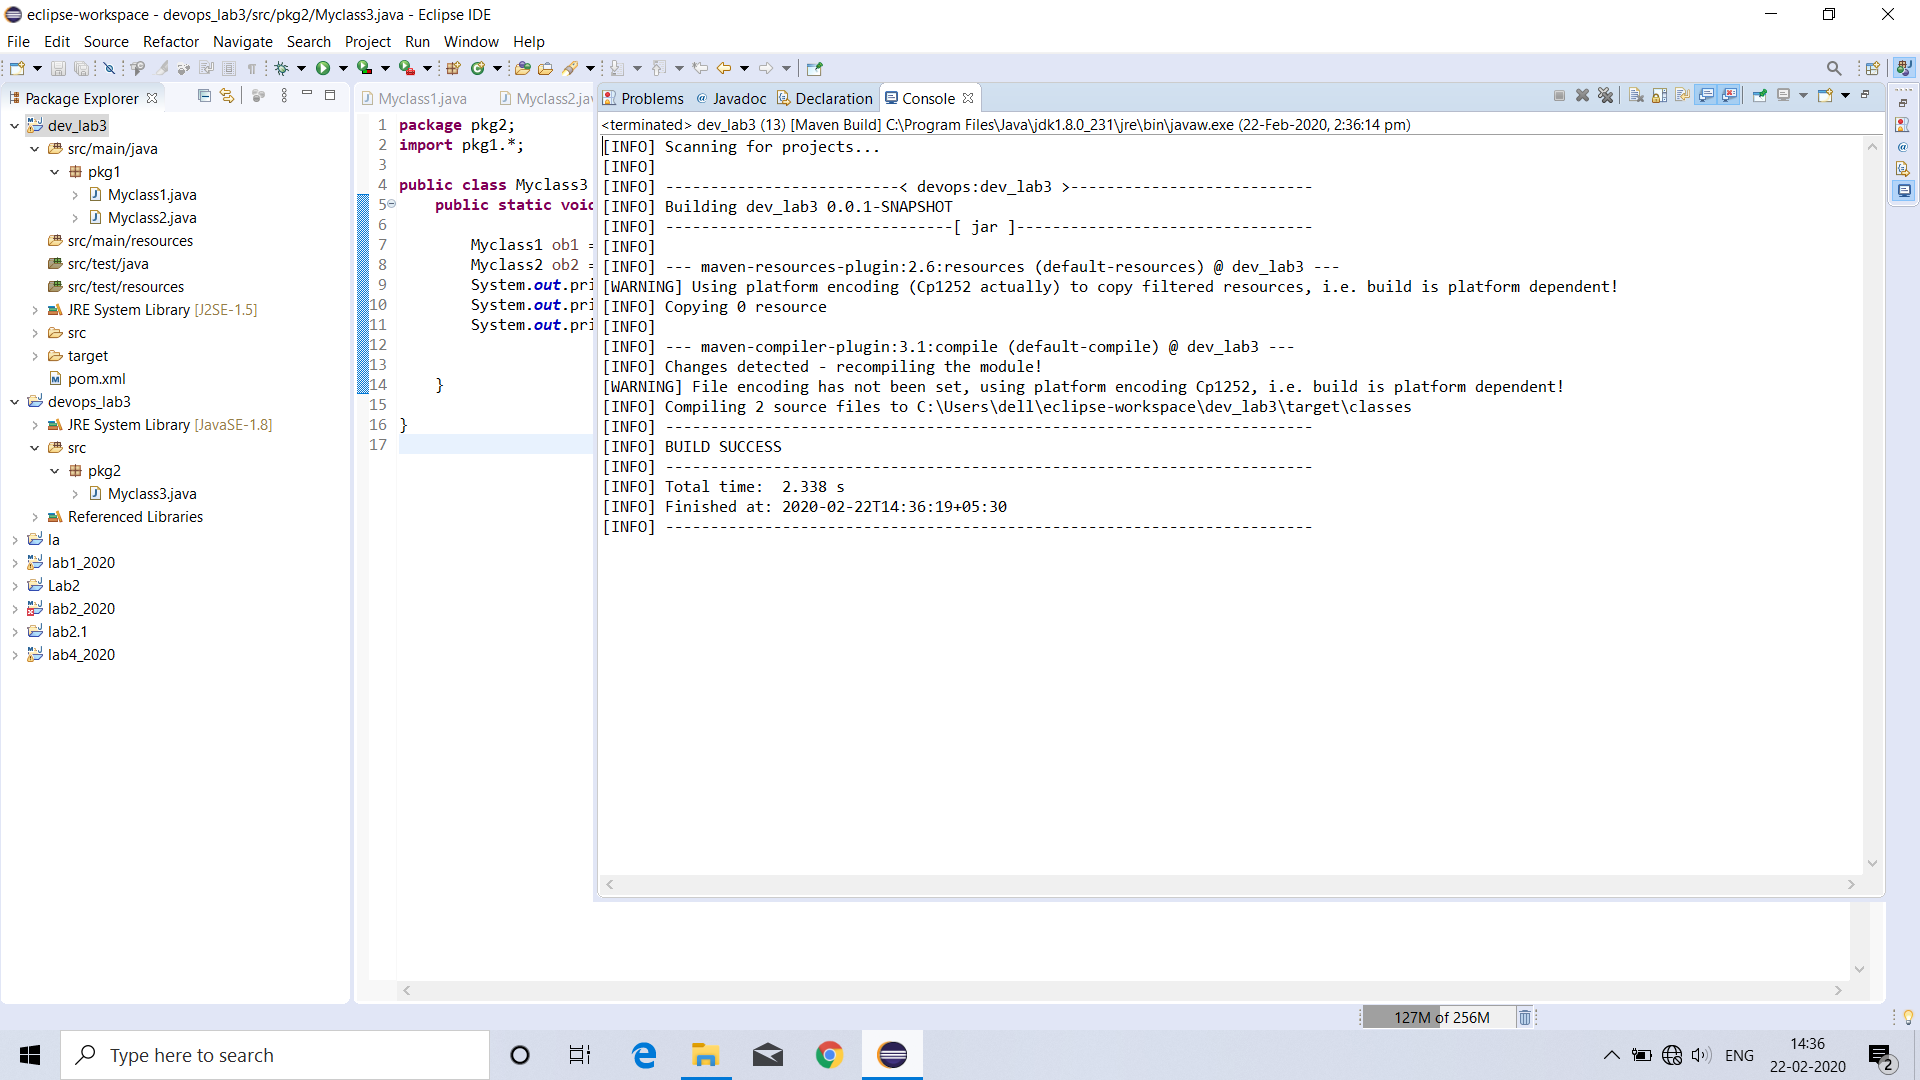 eclipse-workspace - devops_lab3/src/pkg2/Myclass3.java - Eclipse IDE
File Edit Source Refactor Navigate Search Project Run Window Help
Package Explorer
dev_lab3
src/main/java
pkg1
Myclass1.java
Myclass2.java
src/main/resources
src/test/java
src/test/resources
JRE System Library [J2SE-1.5]
src
target
pom.xml
devops_lab3
JRE System Library [JavaSE-1.8]
src
pkg2
Myclass3.java
Referenced Libraries
la
lab1_2020
Lab2
lab2_2020
lab2.1
lab4_2020
Myclass1.java Myclass2.jav
1 package pkg2;
2 import pkg1.*;
3
4 public class Myclass3
5 public static void
6
7 Myclass1 ob1 =
8 Myclass2 ob2 =
9 System.out.pri
10 System.out.pri
11 System.out.pri
12
13
14 }
15
16 }
17
Problems @ Javadoc Declaration Console
<terminated> dev_lab3 (13) [Maven Build] C:\Program Files\Java\jdk1.8.0_231\jre\bin\javaw.exe (22-Feb-2020, 2:36:14 pm)
[INFO] Scanning for projects...
[INFO]
[INFO] --------------------------< devops:dev_lab3 >---------------------------
[INFO] Building dev_lab3 0.0.1-SNAPSHOT
[INFO] --------------------------------[ jar ]---------------------------------
[INFO]
[INFO] --- maven-resources-plugin:2.6:resources (default-resources) @ dev_lab3 ---
[WARNING] Using platform encoding (Cp1252 actually) to copy filtered resources, i.e. build is platform dependent!
[INFO] Copying 0 resource
[INFO]
[INFO] --- maven-compiler-plugin:3.1:compile (default-compile) @ dev_lab3 ---
[INFO] Changes detected - recompiling the module!
[WARNING] File encoding has not been set, using platform encoding Cp1252, i.e. build is platform dependent!
[INFO] Compiling 2 source files to C:\Users\dell\eclipse-workspace\dev_lab3\target\classes
[INFO] ------------------------------------------------------------------------
[INFO] BUILD SUCCESS
[INFO] ------------------------------------------------------------------------
[INFO] Total time:  2.338 s
[INFO] Finished at: 2020-02-22T14:36:19+05:30
[INFO] ------------------------------------------------------------------------
127M of 256M
Type here to search
ENG
14:36
22-02-2020
2